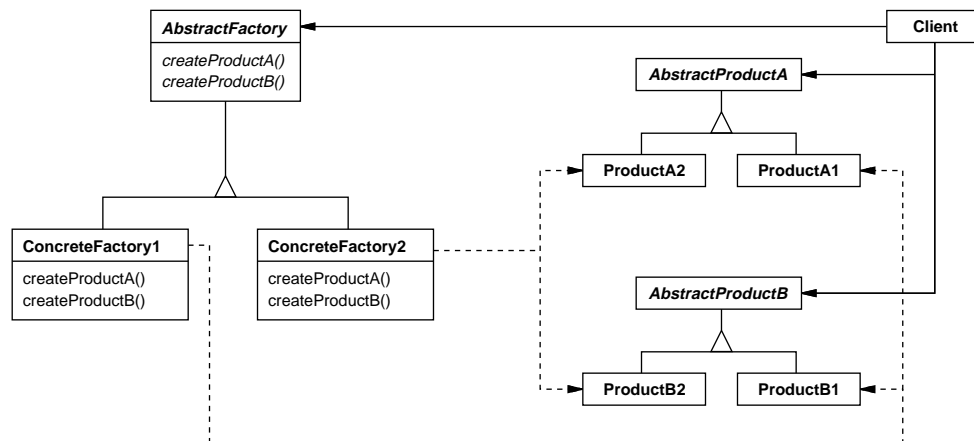 AbstractFactory
createProductA()
createProductB()
Client
AbstractProductA
ProductA2
ProductA1
ConcreteFactory1
createProductA()
createProductB()
ConcreteFactory2
createProductA()
createProductB()
AbstractProductB
ProductB2
ProductB1